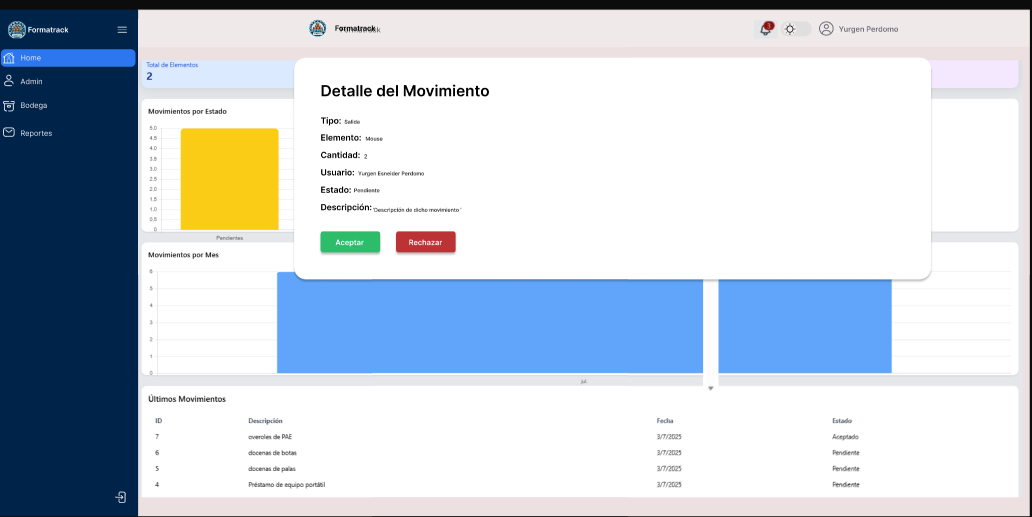 Formatrack
Formatrack
3
Yurgen Perdomo
Home
Admin
Bodega
Reportes
Total de Elementos
2
Detalle del Movimiento
Tipo: Salida
Elemento: Mouse
Cantidad: 2
Usuario: Yurgen Esneider Perdomo
Estado: Pendiente
Descripción: "Descripción de dicho movimiento"
Aceptar
Rechazar
Movimientos por Estado
5,0
4,5
4,0
3,5
3,0
2,5
2,0
1,5
1,0
0,5
0
Pendientes
Movimientos por Mes
6
5
4
3
2
1
0
jul.
Últimos Movimientos
ID Descripción Fecha Estado
7 overoles de PAE 3/7/2025 Aceptado
6 docenas de botas 3/7/2025 Pendiente
5 docenas de palas 3/7/2025 Pendiente
4 Préstamo de equipo portátil 3/7/2025 Pendiente